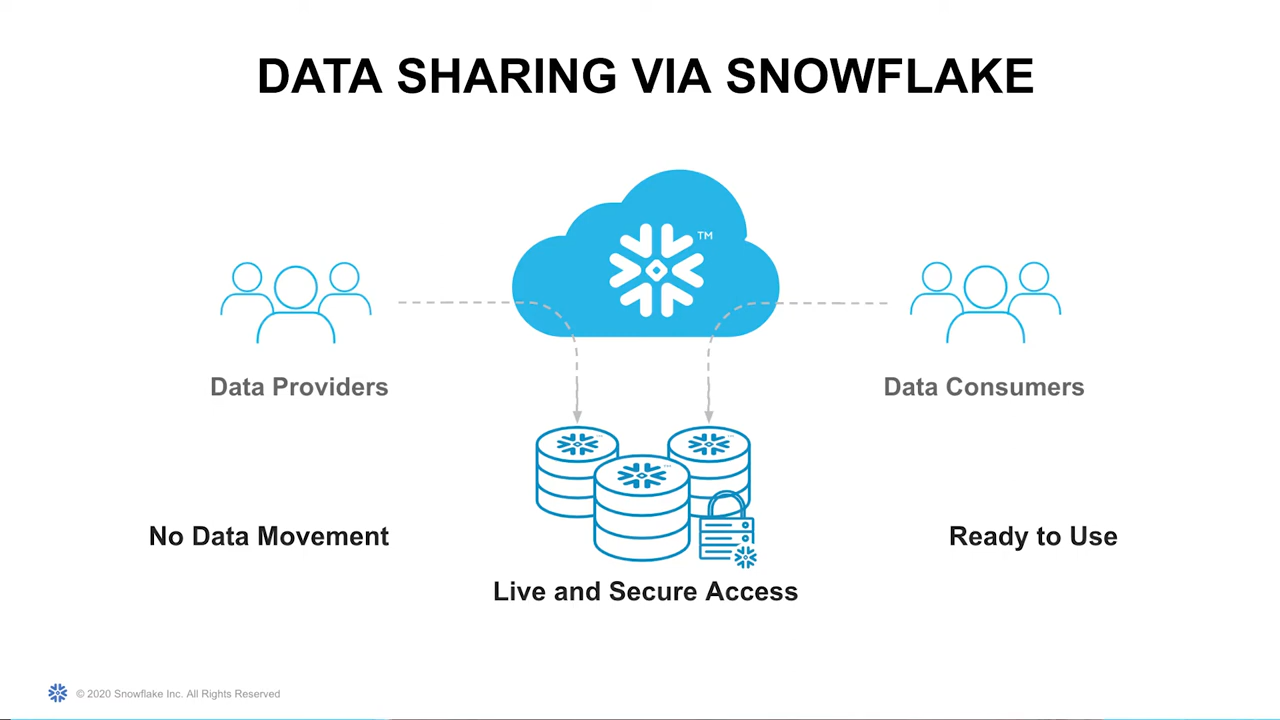 DATA SHARING VIA SNOWFLAKE
TM
Data Providers
Data Consumers
No Data Movement
Ready to Use
Live and Secure Access
© 2020 Snowflake Inc. All Rights Reserved